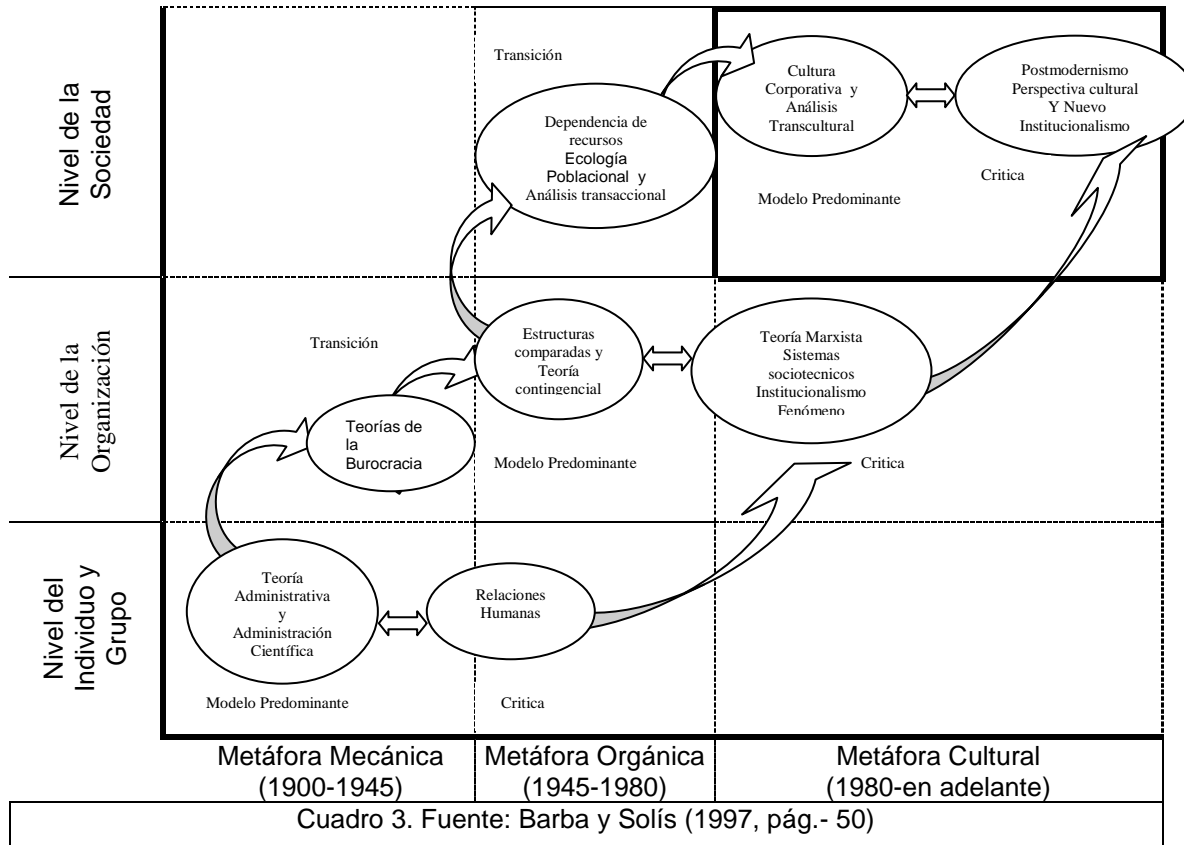 Nivel de la
Sociedad
Transición
Dependencia de
recursos
Ecología
Poblacional y
Análisis transaccional
Cultura
Corporativa y
Análisis
Transcultural
Postmodernismo
Perspectiva cultural
Y Nuevo
Institucionalismo
Modelo Predominante
Critica
Nivel de la
Organización
Transición
Teorías de
la
Burocracia
Estructuras
comparadas y
Teoría
contingencial
Modelo Predominante
Teoría Marxista
Sistemas
sociotecnicos
Institucionalismo
Fenómeno
Critica
Nivel del
Individuo y
Grupo
Teoría
Administrativa
y
Administración
Científica
Modelo Predominante
Relaciones
Humanas
Critica
Metáfora Mecánica
(1900-1945)
Metáfora Orgánica
(1945-1980)
Metáfora Cultural
(1980-en adelante)
Cuadro 3. Fuente: Barba y Solís (1997, pág.- 50)